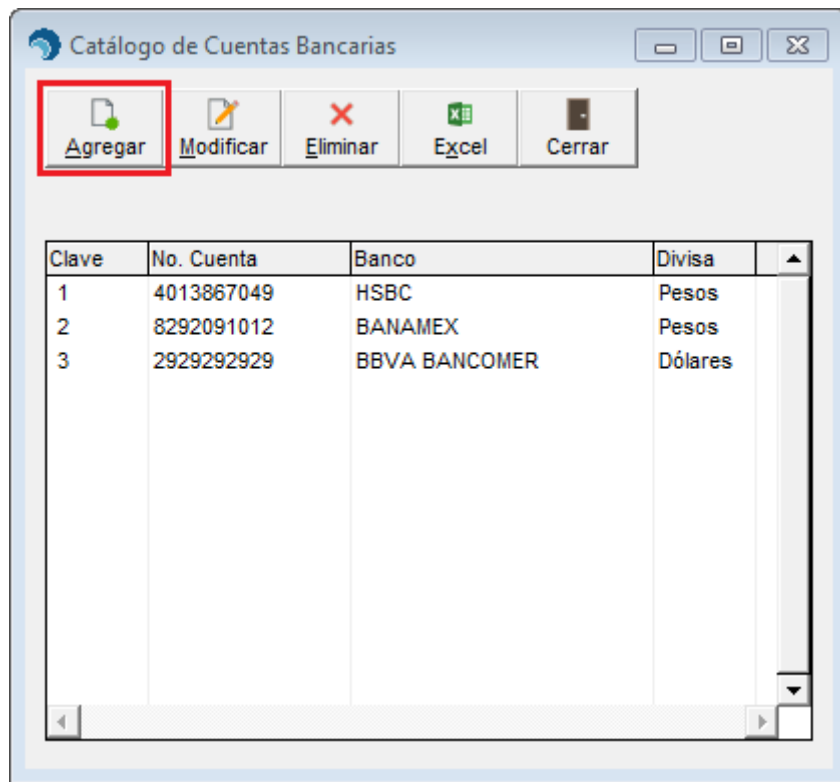 Catálogo de Cuentas Bancarias
Agregar Modificar Eliminar Excel Cerrar
Clave No. Cuenta Banco Divisa
1 4013867049 HSBC Pesos
2 8292091012 BANAMEX Pesos
3 2929292929 BBVA BANCOMER Dólares